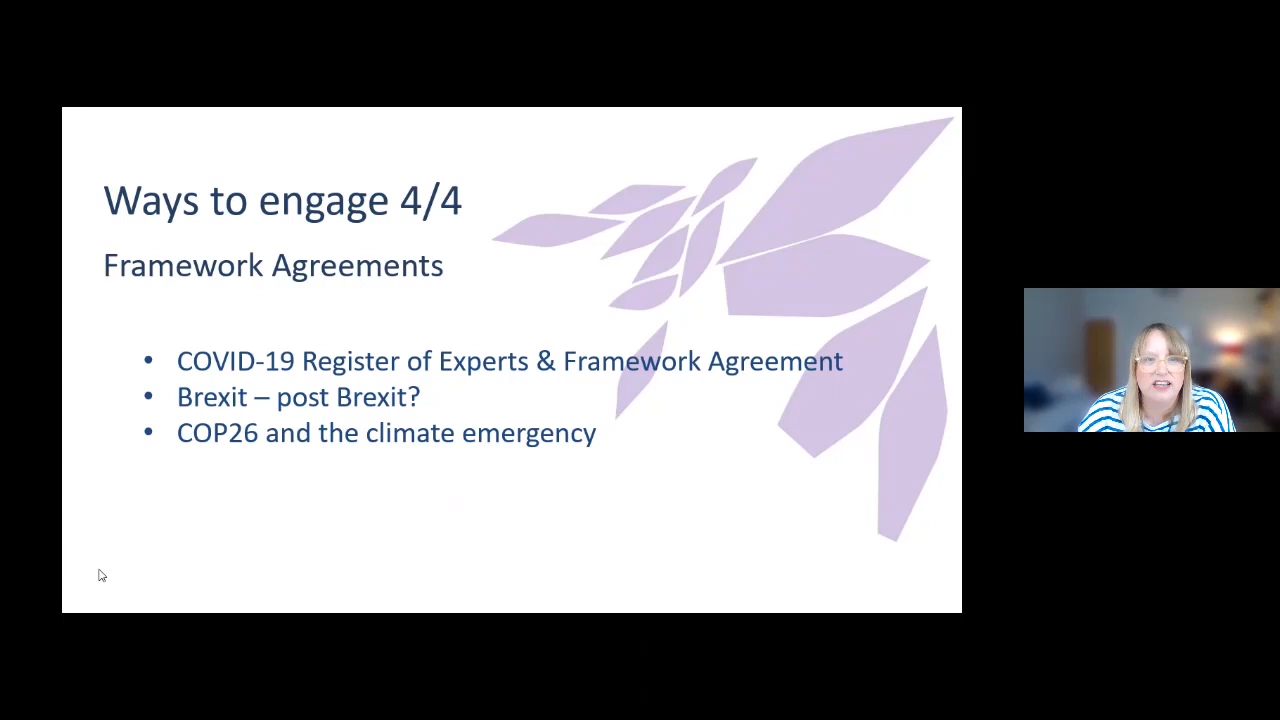 Ways to engage 4/4
Framework Agreements
• COVID-19 Register of Experts & Framework Agreement
• Brexit – post Brexit?
• COP26 and the climate emergency